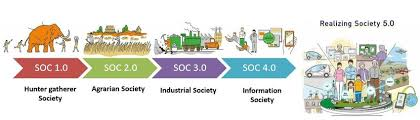 Realizing Society 5.0
SOC 1.0
SOC 2.0
SOC 3.0
SOC 4.0
Hunter gatherer
Society
Agrarian Society
Industrial Society
Information
Society